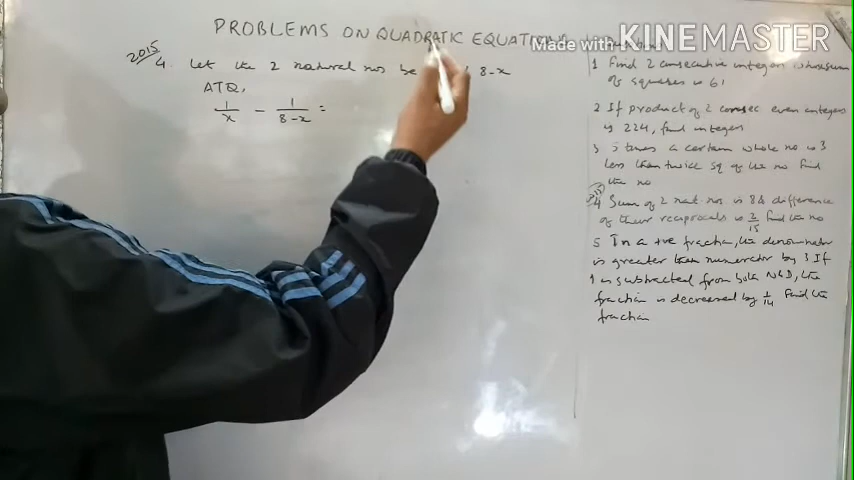 PROBLEMS ON QUADRATIC EQUATIONS
Made with KINEMASTER
2015
4. Let the 2 natural nos be 8-x
ATQ,
1/x - 1/8-x =
1 Find 2 consecutive integers whose sum
of squares is 61
2 If product of 2 consec even integers
is 224, find integers
3 5 times a certain whole no is 3
less than twice sq of the no find
the no
4 Sum of 2 nat. nos is 8 & difference
of their reciprocals is 2/15 find the no
5 In a +ve fraction, the denominator
is greater than numerator by 3 If
1 is subtracted from both N&D, the
fraction is decreased by 1/14 Find the
fraction